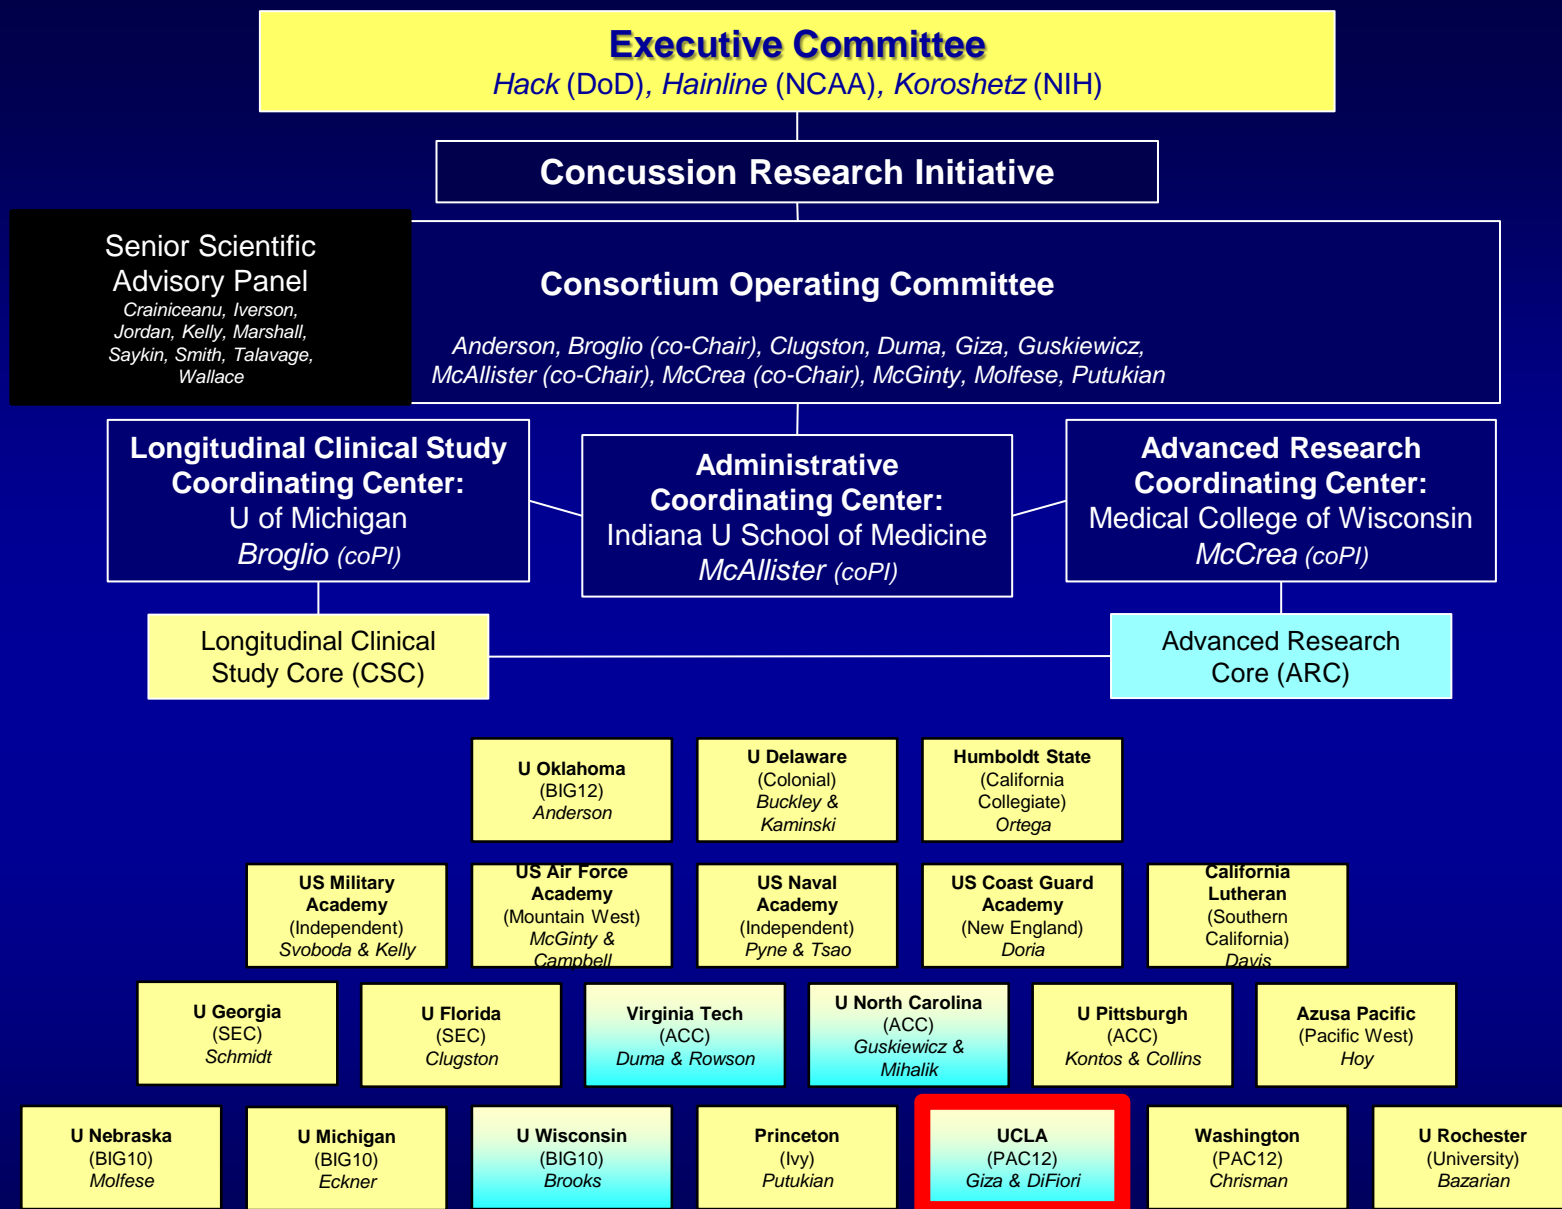 Executive Committee
Hack (DoD), Hainline (NCAA), Koroshetz (NIH)
Concussion Research Initiative
Senior Scientific
Advisory Panel
Crainiceanu, Iverson,
Jordan, Kelly, Marshall,
Saykin, Smith, Talavage,
Wallace
Consortium Operating Committee
Anderson, Broglio (co-Chair), Clugston, Duma, Giza, Guskiewicz,
McAllister (co-Chair), McCrea (co-Chair), McGinty, Molfese, Putukian
Longitudinal Clinical Study
Coordinating Center:
U of Michigan
Broglio (coPI)
Administrative
Coordinating Center:
Indiana U School of Medicine
McAllister (coPI)
Advanced Research
Coordinating Center:
Medical College of Wisconsin
McCrea (coPI)
Longitudinal Clinical
Study Core (CSC)
Advanced Research
Core (ARC)
U Oklahoma
(BIG12)
Anderson
U Delaware
(Colonial)
Buckley &
Kaminski
Humboldt State
(California
Collegiate)
Ortega
US Military
Academy
(Independent)
Svoboda & Kelly
US Air Force
Academy
(Mountain West)
McGinty &
Campbell
US Naval
Academy
(Independent)
Pyne & Tsao
US Coast Guard
Academy
(New England)
Doria
California
Lutheran
(Southern
California)
Davis
U Georgia
(SEC)
Schmidt
U Florida
(SEC)
Clugston
Virginia Tech
(ACC)
Duma & Rowson
U North Carolina
(ACC)
Guskiewicz &
Mihalik
U Pittsburgh
(ACC)
Kontos & Collins
Azusa Pacific
(Pacific West)
Hoy
U Nebraska
(BIG10)
Molfese
U Michigan
(BIG10)
Eckner
U Wisconsin
(BIG10)
Brooks
Princeton
(Ivy)
Putukian
UCLA
(PAC12)
Giza & DiFiori
Washington
(PAC12)
Chrisman
U Rochester
(University)
Bazarian